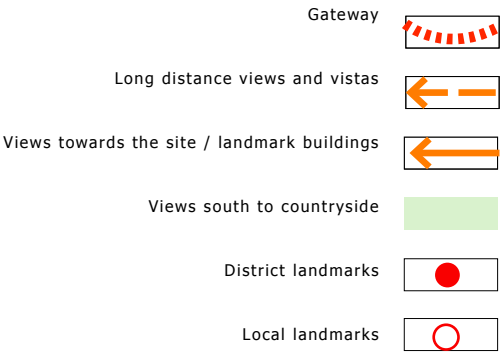 Gateway
Long distance views and vistas
Views towards the site / landmark buildings
Views south to countryside
District landmarks
Local landmarks